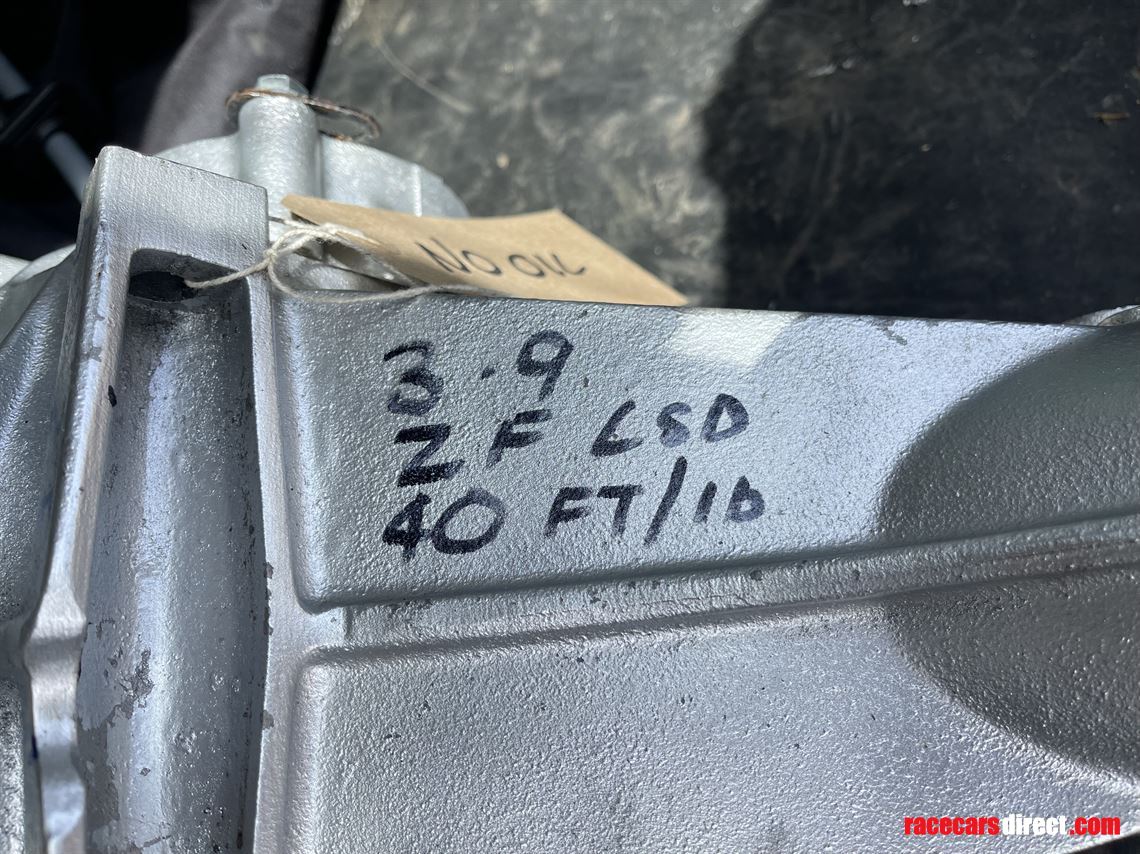 NO OIL
3.9
ZF LSD
40 FT/lb
racecarsdirect.com